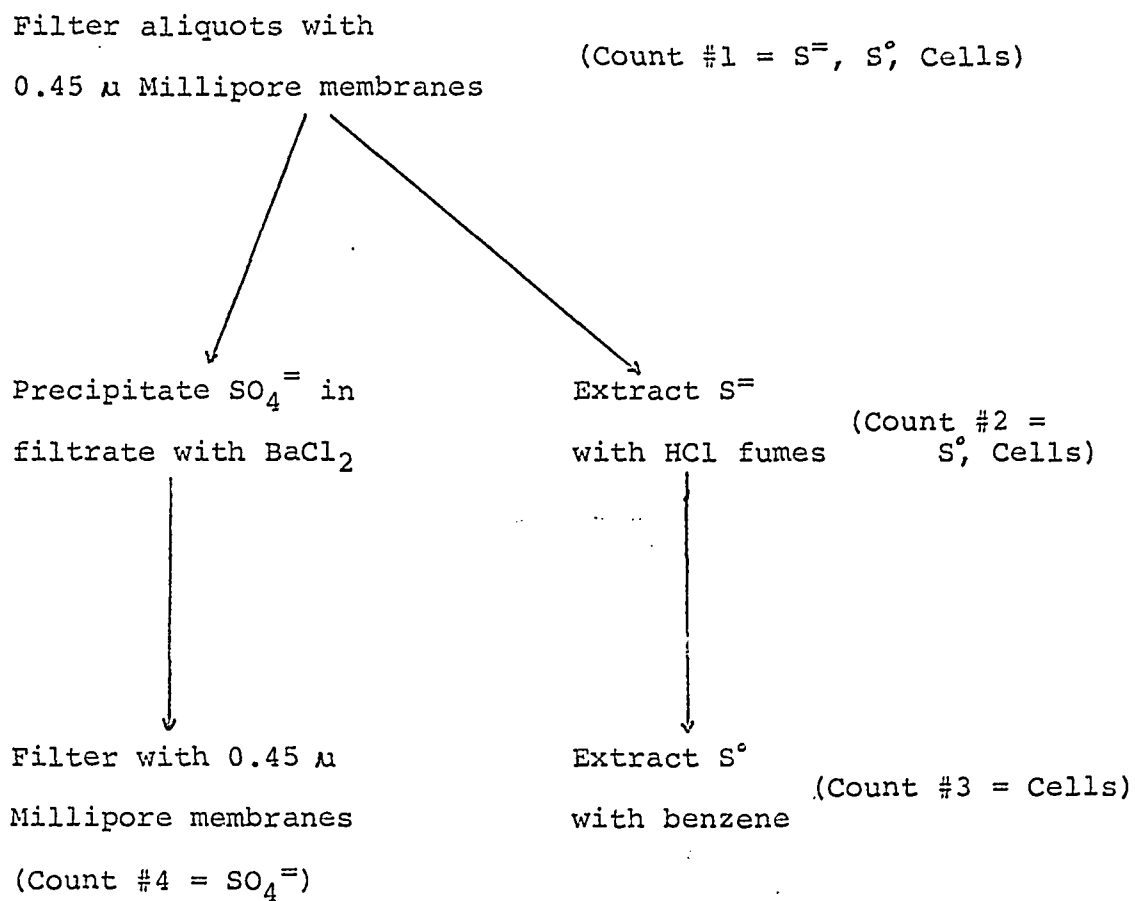 Filter aliquots with
0.45 µ Millipore membranes
(Count #1 = S⁼, S°, Cells)
Precipitate SO₄⁼ in
filtrate with BaCl₂
Extract S⁼
with HCl fumes
(Count #2 =
S°, Cells)
Filter with 0.45 µ
Millipore membranes
(Count #4 = SO₄⁼)
Extract S°
with benzene
(Count #3 = Cells)